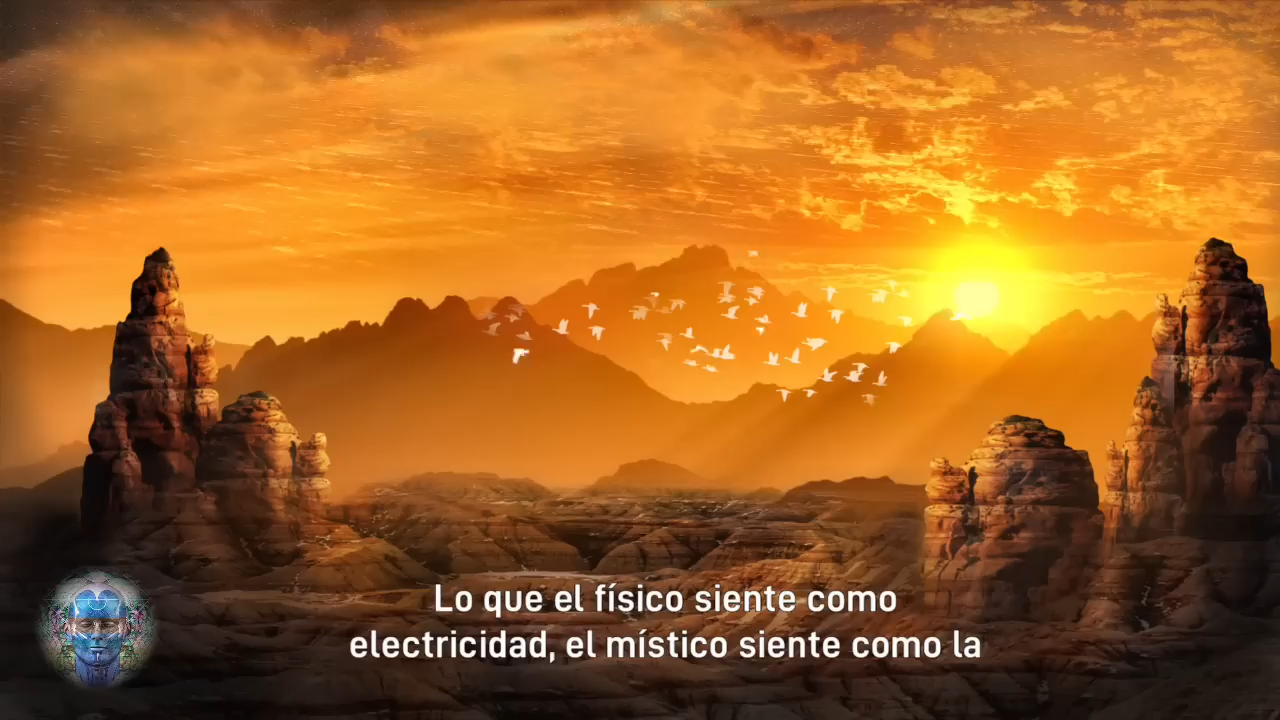 Lo que el físico siente como
electricidad, el místico siente como la